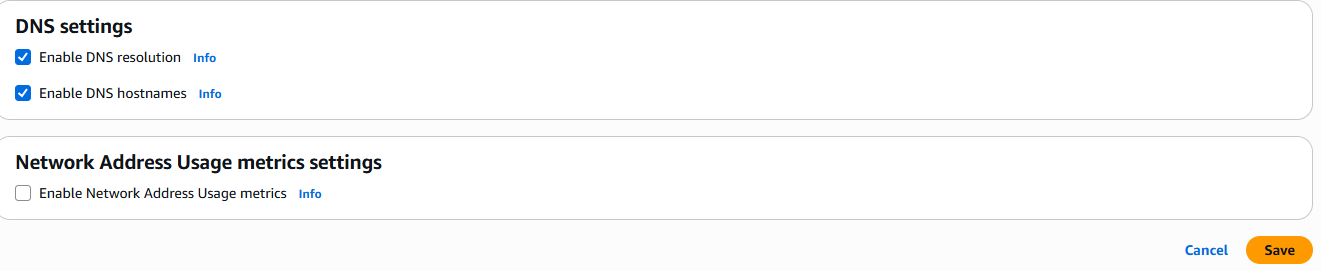 DNS settings
Enable DNS resolution Info
Enable DNS hostnames Info
Network Address Usage metrics settings
Enable Network Address Usage metrics Info
Cancel Save